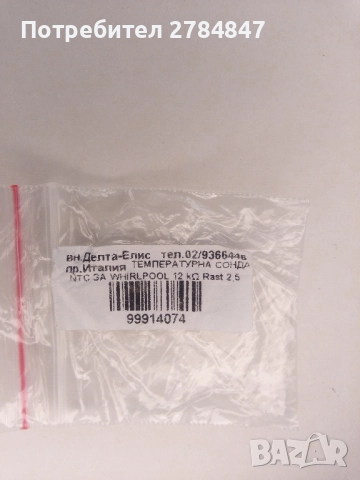 Потребител 2784847
вн.Делта-Елис тел.02/9366446
пр.Италия ТЕМПЕРАТУРНА СОНДА
NTC ЗА WHIRLPOOL 12 kΩ Rast 2.5
99914074
BAZAR